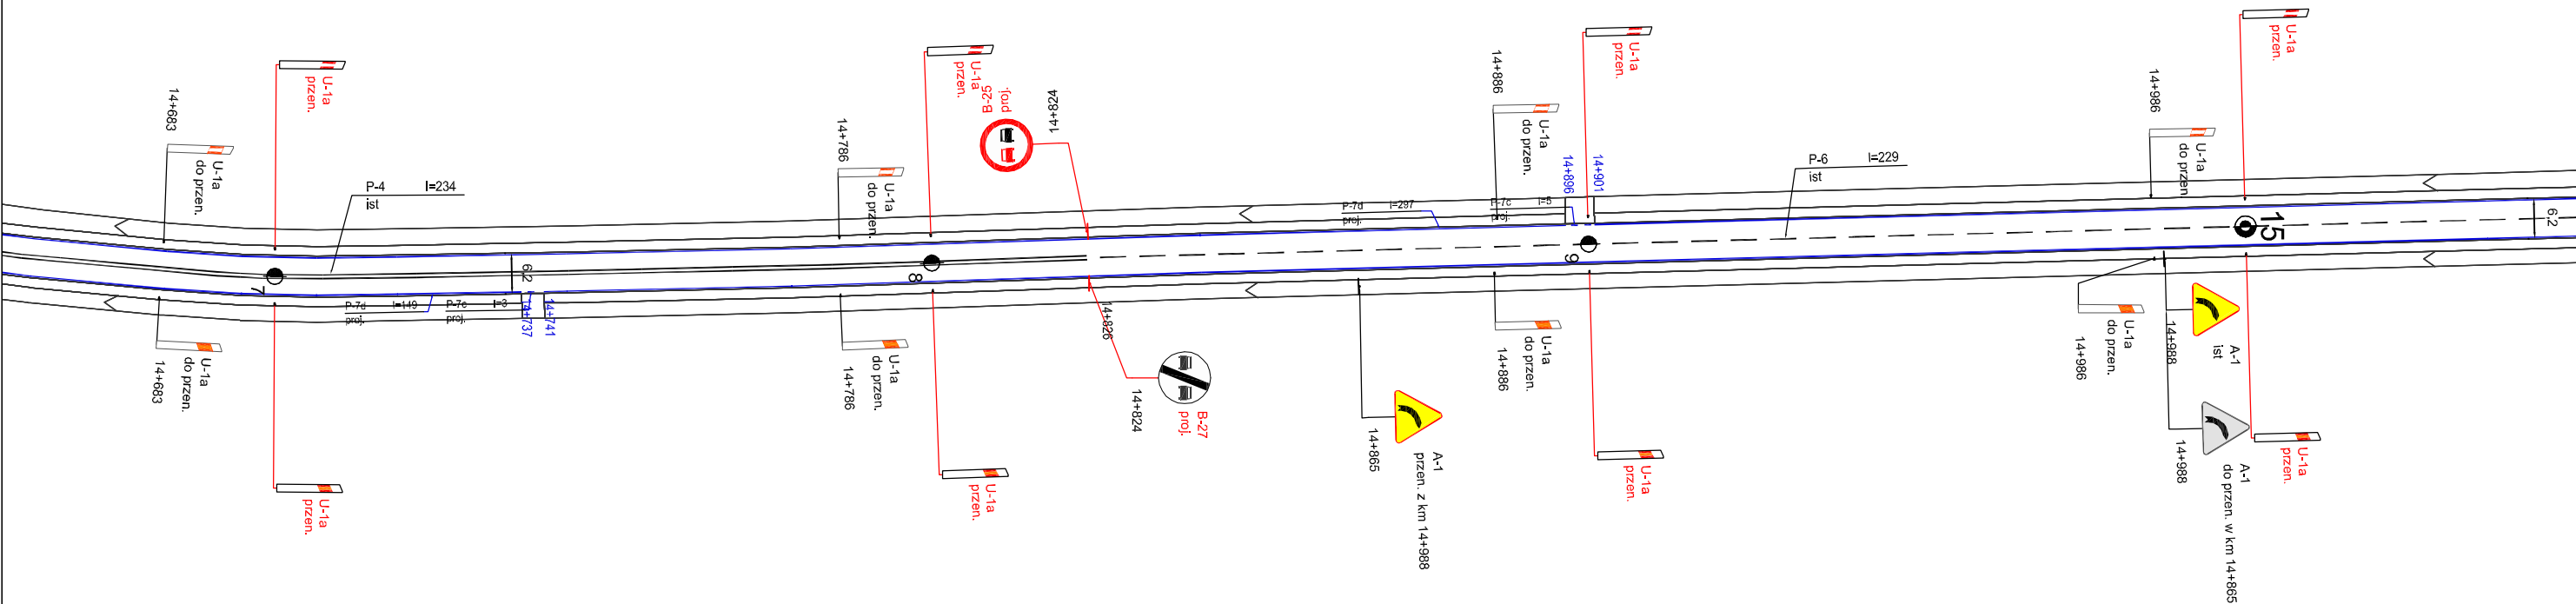 U-1a
przen.
14+683
U-1a
do przen.
P-4 l=234
ist
14+786
U-1a
do przen.
U-1a
przen.
B-25
proj.
14+824
14+886
U-1a
do przen.
U-1a
przen.
14+896
14+901
P-7d l=297
proj.
P-7c l=5
proj.
P-6 l=229
ist
14+986
U-1a
do przen.
U-1a
przen.
15
6.2
7
6.2
8
9
P-7d l=149
proj.
P-7c l=3
proj.
14+737
14+741
14+683
U-1a
do przen.
U-1a
przen.
14+786
U-1a
do przen.
U-1a
przen.
14+826
14+824
B-27
proj.
14+865
A-1
przen. z km 14+988
14+886
U-1a
do przen.
U-1a
przen.
14+986
U-1a
do przen.
14+988
A-1
ist
14+988
A-1
do przen. w km 14+865
U-1a
przen.